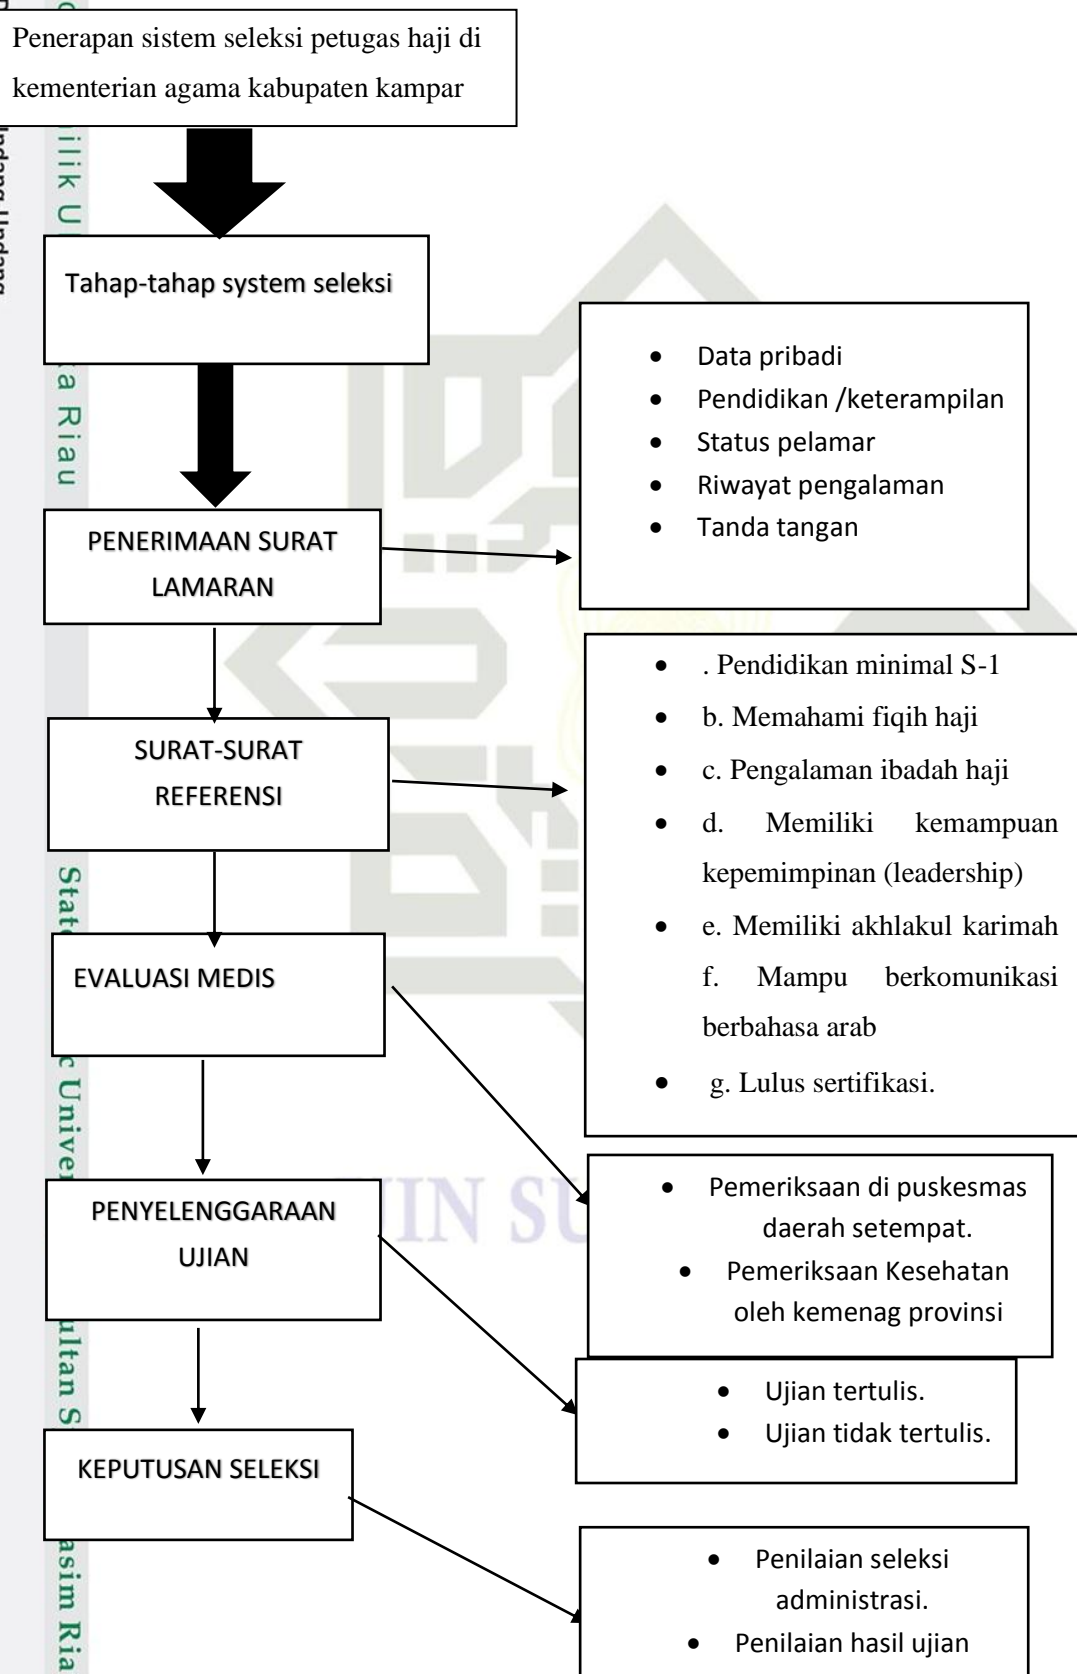 Penerapan sistem seleksi petugas haji di
kementerian agama kabupaten kampar
Tahap-tahap system seleksi
• Data pribadi
• Pendidikan /keterampilan
• Status pelamar
• Riwayat pengalaman
• Tanda tangan
PENERIMAAN SURAT
LAMARAN
• . Pendidikan minimal S-1
• b. Memahami fiqih haji
• c. Pengalaman ibadah haji
• d. Memiliki kemampuan
kepemimpinan (leadership)
• e. Memiliki akhlakul karimah
f. Mampu berkomunikasi
berbahasa arab
• g. Lulus sertifikasi.
SURAT-SURAT
REFERENSI
EVALUASI MEDIS
• Pemeriksaan di puskesmas
daerah setempat.
• Pemeriksaan Kesehatan
oleh kemenag provinsi
PENYELENGGARAAN
UJIAN
• Ujian tertulis.
• Ujian tidak tertulis.
KEPUTUSAN SELEKSI
• Penilaian seleksi
administrasi.
• Penilaian hasil ujian
Riau
UIN SU